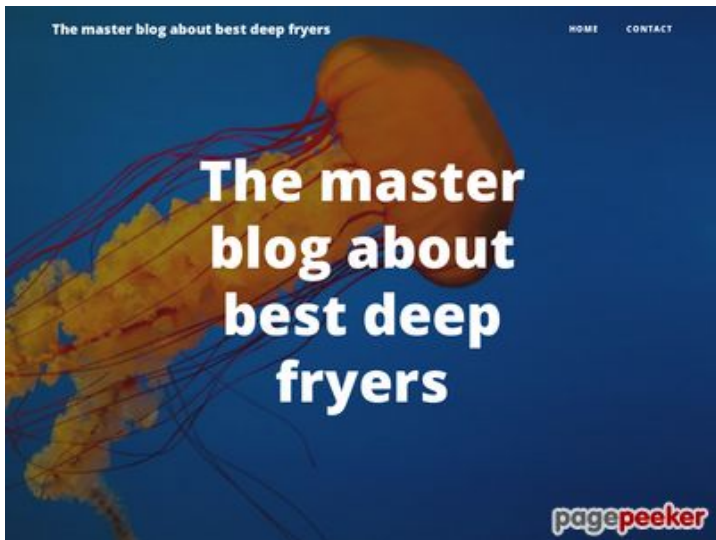 The master blog about best deep fryers
HOME CONTACT
The master
blog about
best deep
fryers
pagepeeker